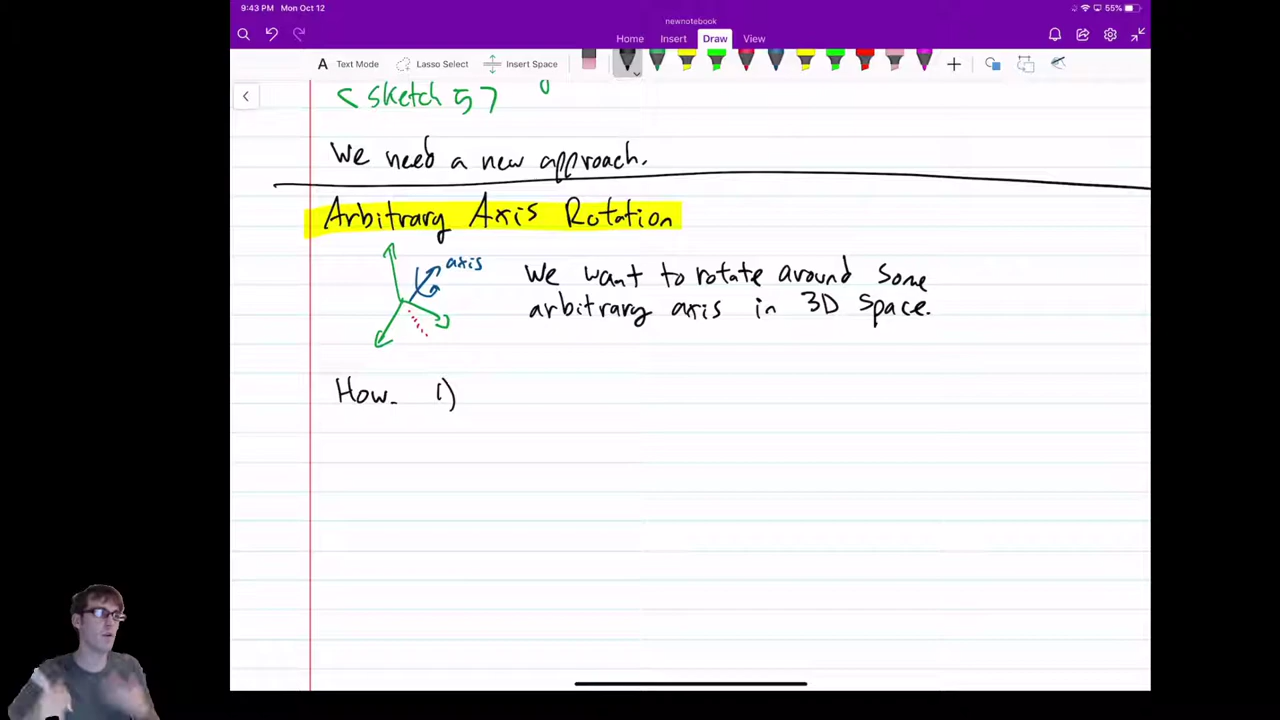 9:43 PM Mon Oct 12
55%
newnotebook
Home Insert Draw View
A Text Mode Lasso Select Insert Space
< sketch 57
We need a new approach.
Arbitrary Axis Rotation
axis
We want to rotate around some
arbitrary axis in 3D Space.
How. 1)